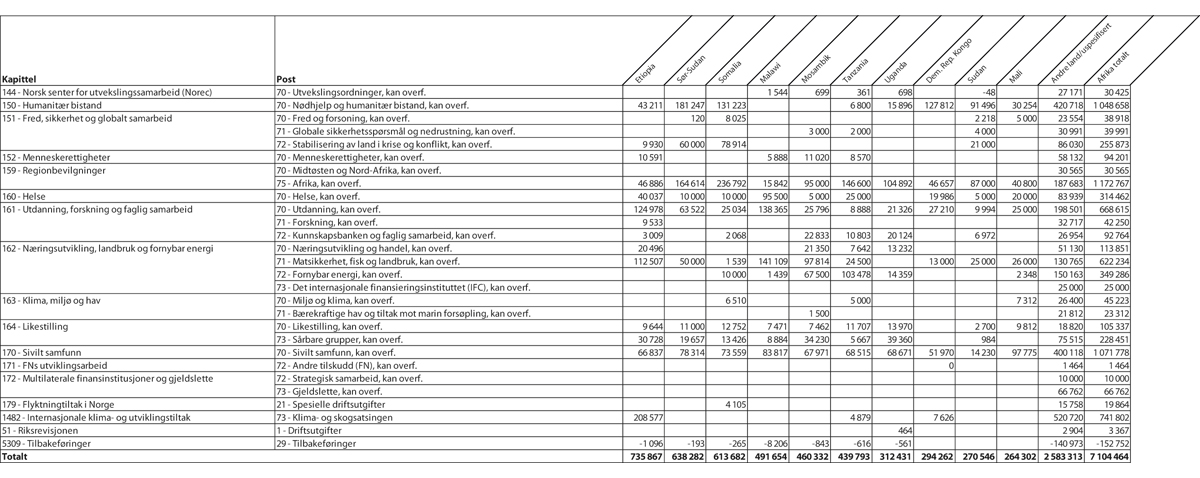 Kapittel Post Etiopia Sør-Sudan Somalia Malawi Mosambik Tanzania Uganda Dem. Rep. Kongo Sudan Mali Andre land/uspesifisert Afrika totalt
144 - Norsk senter for utvekslingssamarbeid (Norec) 70 - Utvekslingsordninger, kan overf. 1 544 699 361 698 -48 27 171 30 425
150 - Humanitær bistand 70 - Nødhjelp og humanitær bistand, kan overf. 43 211 181 247 131 223 6 800 15 896 127 812 91 496 30 254 420 718 1 048 658
151 - Fred, sikkerhet og globalt samarbeid 70 - Fred og forsoning, kan overf. 120 8 025 2 218 5 000 23 554 38 918
71 - Globale sikkerhetsspørsmål og nedrustning, kan overf. 3 000 2 000 4 000 30 991 39 991
72 - Stabilisering av land i krise og konflikt, kan overf. 9 930 60 000 78 914 21 000 86 030 255 873
152 - Menneskerettigheter 70 - Menneskerettigheter, kan overf. 10 591 5 888 11 020 8 570 58 132 94 201
159 - Regionbevilgninger 70 - Midtøsten og Nord-Afrika, kan overf. 30 565 30 565
75 - Afrika, kan overf. 46 886 164 614 236 792 15 842 95 000 146 600 104 892 46 657 87 000 40 800 187 683 1 172 767
160 - Helse 70 - Helse, kan overf. 40 037 10 000 10 000 95 500 5 000 25 000 19 986 5 000 20 000 83 939 314 462
161 - Utdanning, forskning og faglig samarbeid 70 - Utdanning, kan overf. 124 978 63 522 25 034 138 365 25 796 8 888 21 326 27 210 9 994 25 000 198 501 668 615
71 - Forskning, kan overf. 9 533 32 717 42 250
72 - Kunnskapsbanken og faglig samarbeid, kan overf. 3 009 2 068 22 833 10 803 20 124 6 972 26 954 92 764
162 - Næringsutvikling, landbruk og fornybar energi 70 - Næringsutvikling og handel, kan overf. 20 496 21 350 7 642 13 232 51 130 113 851
71 - Matsikkerhet, fisk og landbruk, kan overf. 112 507 50 000 1 539 141 109 97 814 24 500 13 000 25 000 26 000 130 765 622 234
72 - Fornybar energi, kan overf. 10 000 1 439 67 500 103 478 14 359 2 348 150 163 349 286
73 - Det internasjonale finansieringsinstituttet (IFC), kan overf. 25 000 25 000
163 - Klima, miljø og hav 70 - Miljø og klima, kan overf. 6 510 5 000 7 312 26 400 45 223
71 - Bærekraftige hav og tiltak mot marin forsøpling, kan overf. 1 500 21 812 23 312
164 - Likestilling 70 - Likestilling, kan overf. 9 644 11 000 12 752 7 471 7 462 11 707 13 970 2 700 9 812 18 820 105 337
73 - Sårbare grupper, kan overf. 30 728 19 657 13 426 8 884 34 230 5 667 39 360 984 75 515 228 451
170 - Sivilt samfunn 70 - Sivilt samfunn, kan overf. 66 837 78 314 73 559 83 817 67 971 68 515 68 671 51 970 14 230 97 775 400 118 1 071 778
171 - FNs utviklingsarbeid 72 - Andre tilskudd (FN), kan overf. 0 1 464 1 464
172 - Multilaterale finansinstitusjoner og gjeldslette 72 - Strategisk samarbeid, kan overf. 10 000 10 000
73 - Gjeldslette, kan overf. 66 762 66 762
179 - Flyktningtiltak i Norge 21 - Spesielle driftsutgifter 4 105 15 758 19 864
1482 - Internasjonale klima- og utviklingstiltak 73 - Klima- og skogsatsingen 208 577 4 879 7 626 520 720 741 802
51 - Riksrevisjonen 1 - Driftsutgifter 464 2 904 3 367
5309 - Tilbakeføringer 29 - Tilbakeføringer -1 096 -193 -265 -8 206 -843 -616 -561 -140 973 -152 752
Totalt 735 867 638 282 613 682 491 654 460 332 439 793 312 431 294 262 270 546 264 302 2 583 313 7 104 464